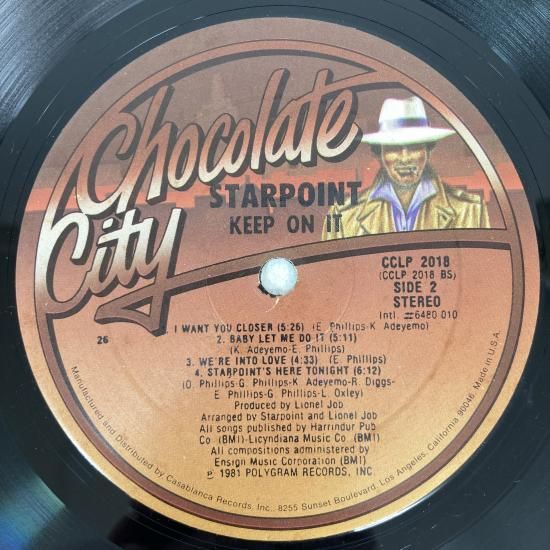 Chocolate
City
STARPOINT
KEEP ON IT
CCLP 2018
(CCLP 2018 BS)
SIDE 2
STEREO
Intl. #6480 010
26
I WANT YOU CLOSER (5:26) (E. Phillips-K. Adeyemo)
2. BABY LET ME DO IT (5:11)
(K. Adeyemo-E. Phillips)
3. WE'RE INTO LOVE (4:33) (E. Phillips)
4. STARPOINT'S HERE TONIGHT (6:12)
(O. Phillips-G. Phillips-K. Adeyemo-R. Diggs-
E Phillips-G. Phillips-L. Oxley)
Produced by Lionel Job
Arranged by Starpoint and Lionel Job
All songs published by Harrindur Pub
Co (BMI)-Licyndiana Music Co. (BMI)
All compositions administered by
Ensign Music Corporation (BMI)
℗ 1981 POLYGRAM RECORDS, INC.
Manufactured and Distributed by Casablanca Records, Inc., 8255 Sunset Boulevard, Los Angeles, California 90046. Made in U.S.A.